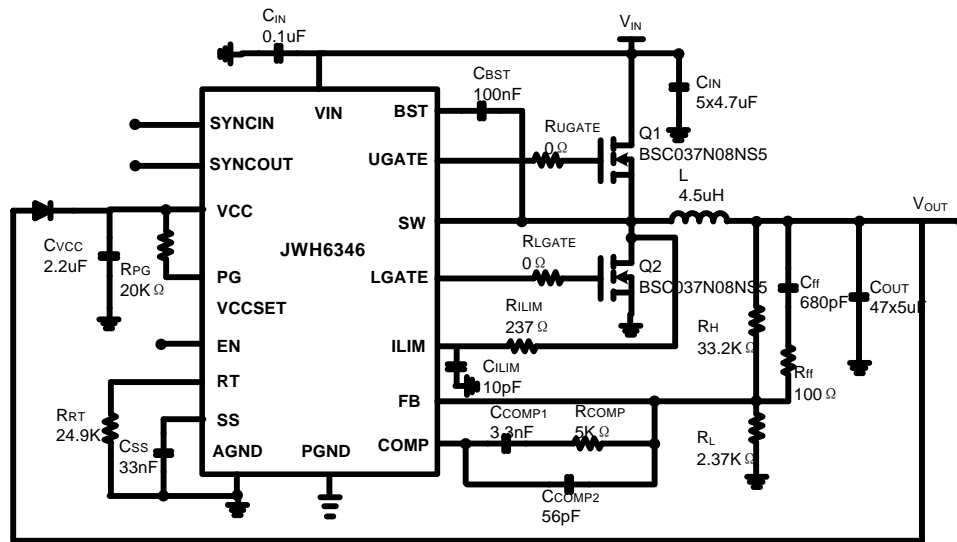 CIN
0.1uF
VIN
CIN
5x4.7uF
CBST
100nF
VIN
BST
SYNCIN
RUGATE
0Ω
Q1
BSC037N08NS5
SYNCOUT
UGATE
L
4.5uH
VCC
SW
VOUT
JWH6346
CVCC
2.2uF
RPG
20KΩ
PG
LGATE
RLGATE
0Ω
Q2
BSC037N08NS5
Cff
680pF
COUT
47x5uF
VCCSET
RILIM
237Ω
RH
33.2KΩ
EN
ILIM
CILIM
10pF
Rff
100Ω
RT
FB
RRT
24.9K
SS
CSS
33nF
CCOMP1
3.3nF
RCOMP
5KΩ
RL
2.37KΩ
AGND
PGND
COMP
CCOMP2
56pF